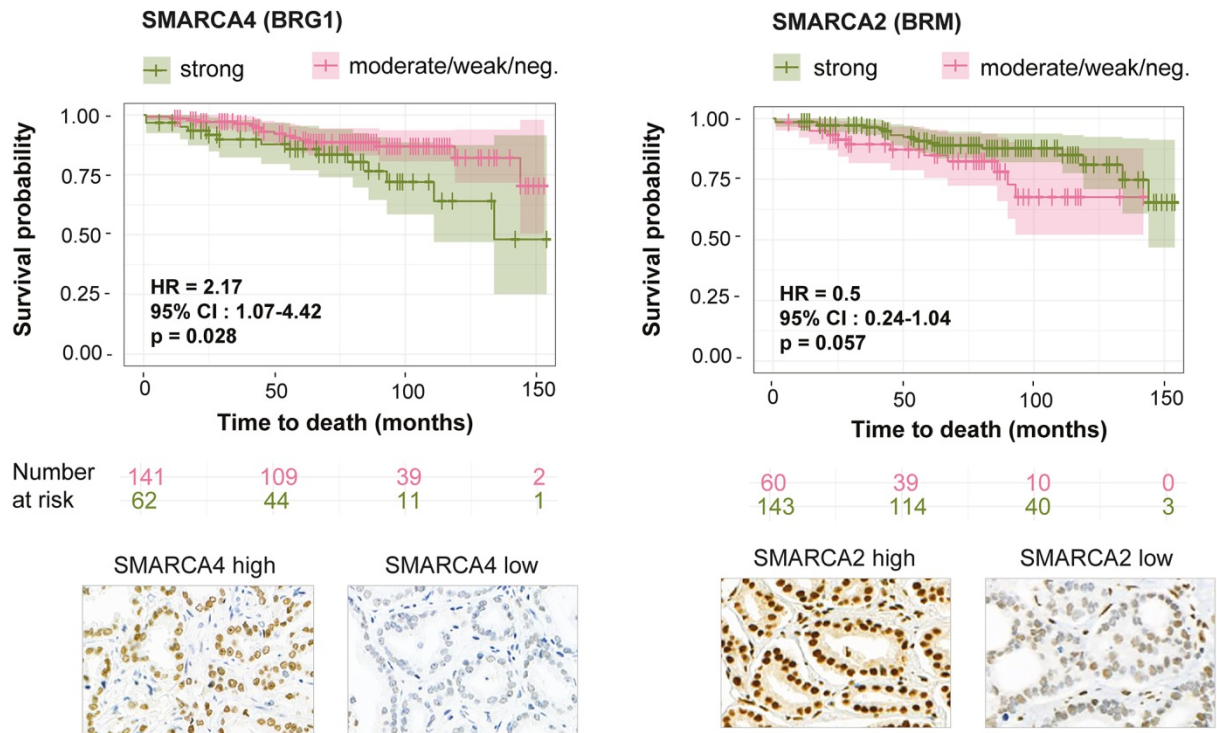 SMARCA4 (BRG1)
strong
moderate/weak/neg.
Survival probability
1.00
0.75
0.50
0.25
0.00
HR = 2.17
95% CI : 1.07-4.42
p = 0.028
0 50 100 150
Time to death (months)
Number
at risk
141 109 39 2
62 44 11 1
SMARCA4 high
SMARCA4 low
SMARCA2 (BRM)
strong
moderate/weak/neg.
Survival probability
1.00
0.75
0.50
0.25
0.00
HR = 0.5
95% CI : 0.24-1.04
p = 0.057
0 50 100 150
Time to death (months)
60 39 10 0
143 114 40 3
SMARCA2 high
SMARCA2 low